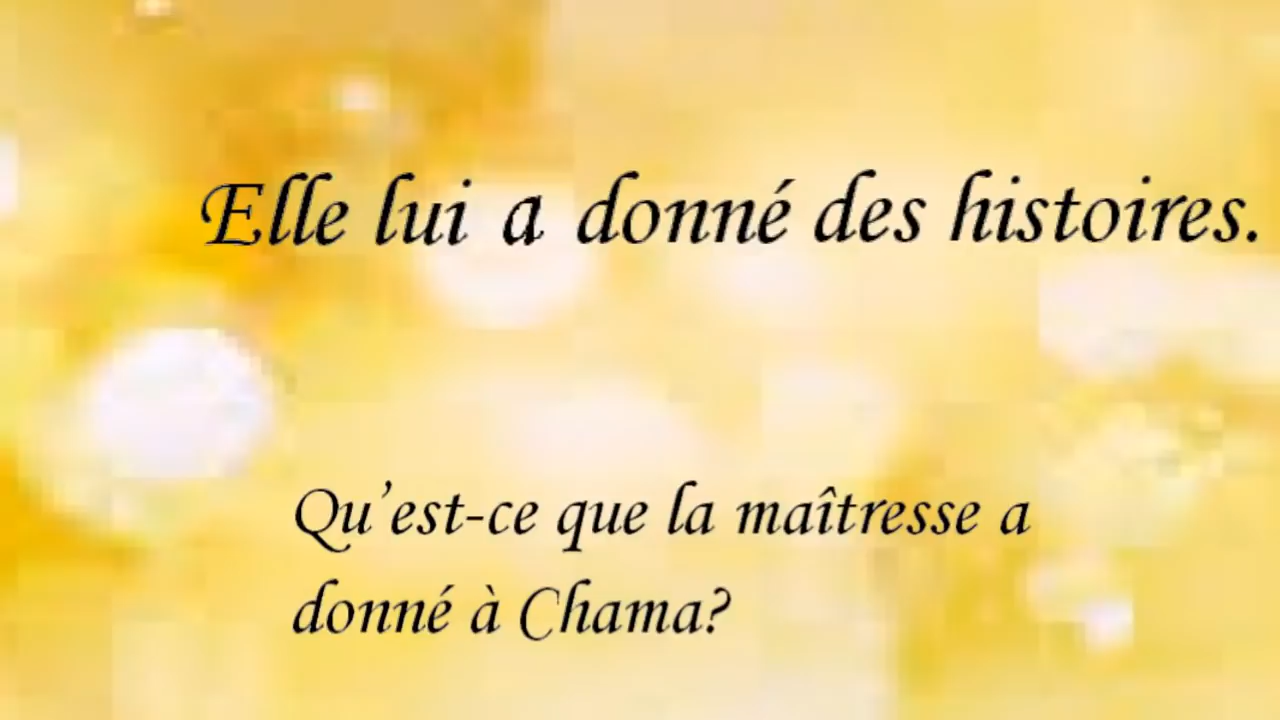 Elle lui a donné des histoires.
Qu’est-ce que la maîtresse a
donné à Chama?